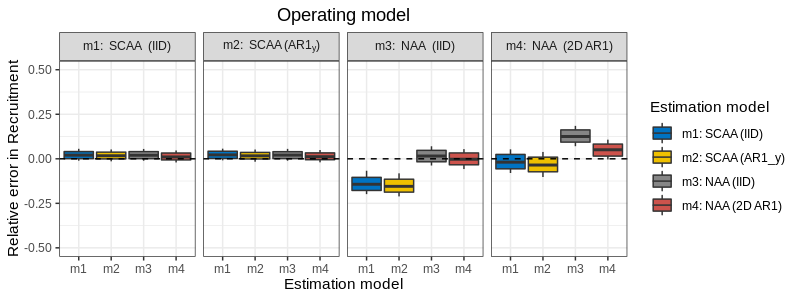 Operating model
m1: SCAA (IID)
m2: SCAA (AR1y)
m3: NAA (IID)
m4: NAA (2D AR1)
Relative error in Recruitment
0.50
0.25
0.00
-0.25
-0.50
m1 m2 m3 m4
m1 m2 m3 m4
m1 m2 m3 m4
m1 m2 m3 m4
Estimation model
Estimation model
m1: SCAA (IID)
m2: SCAA (AR1_y)
m3: NAA (IID)
m4: NAA (2D AR1)